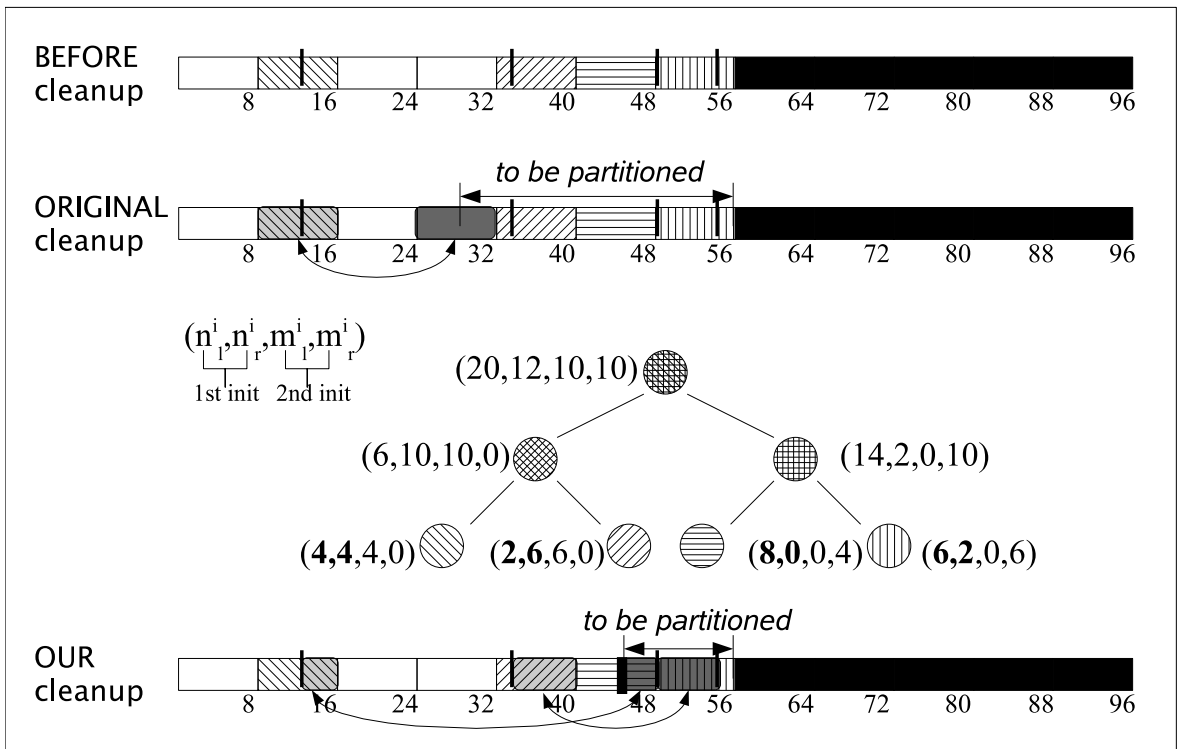 BEFORE
cleanup
8 16 24 32 40 48 56 64 72 80 88 96
to be partitioned
ORIGINAL
cleanup
8 16 24 32 40 48 56 64 72 80 88 96
(n^i_l,n^i_r,m^i_l,m^i_r)
1st init 2nd init
(20,12,10,10)
(6,10,10,0) (14,2,0,10)
(4,4,4,0) (2,6,6,0) (8,0,0,4) (6,2,0,6)
to be partitioned
OUR
cleanup
8 16 24 32 40 48 56 64 72 80 88 96